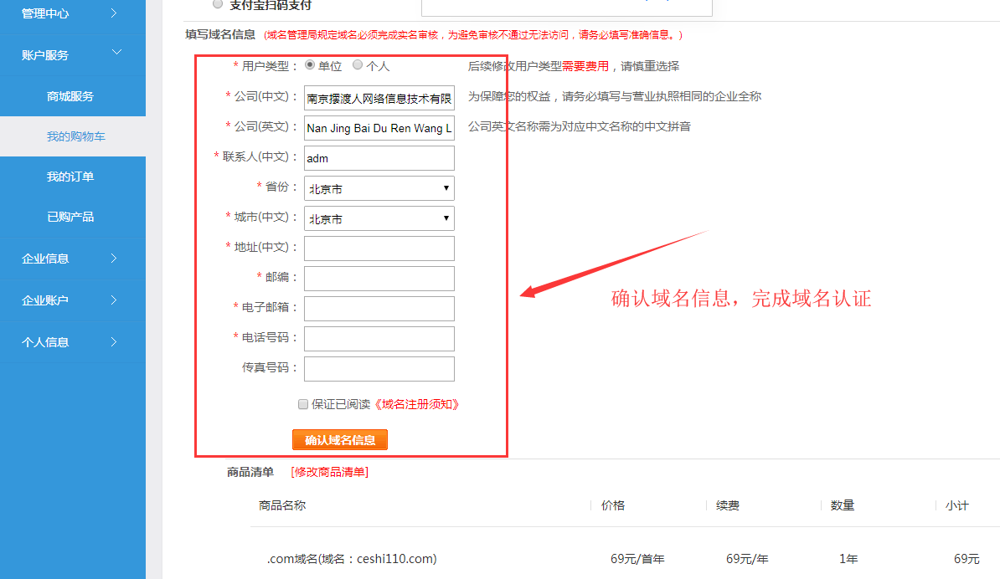 管理中心
账户服务
商城服务
我的购物车
我的订单
已购产品
企业信息
企业账户
个人信息
支付宝扫码支付
填写域名信息 (域名管理局规定域名必须完成实名审核，为避免审核不通过无法访问，请务必填写准确信息。)
* 用户类型： 单位 个人 后续修改用户类型需要费用，请慎重选择
* 公司(中文)： 南京摆渡人网络信息技术有限 为保障您的权益，请务必填写与营业执照相同的企业全称
* 公司(英文)： Nan Jing Bai Du Ren Wang L 公司英文名称需为对应中文名称的中文拼音
* 联系人(中文)： adm
* 省份： 北京市
* 城市(中文)： 北京市
* 地址(中文)：
* 邮编：
* 电子邮箱：
* 电话号码：
传真号码：
保证已阅读《域名注册须知》
确认域名信息
确认域名信息，完成域名认证
商品清单 [修改商品清单]
商品名称 价格 续费 数量 小计
.com域名(域名：ceshi110.com) 69元/首年 69元/年 1年 69元